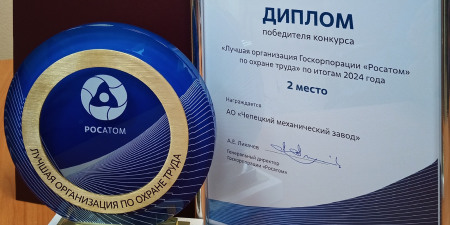 РОСАТОМ
ЛУЧШАЯ ОРГАНИЗАЦИЯ ПО ОХРАНЕ ТРУДА
ДИПЛОМ
победителя конкурса
«Лучшая организация Госкорпорации «Росатом»
по охране труда» по итогам 2024 года
2 место
Награждается
АО «Чепецкий механический завод»
А.Е. Лихачев
Генеральный директор
Госкорпорации «Росатом»